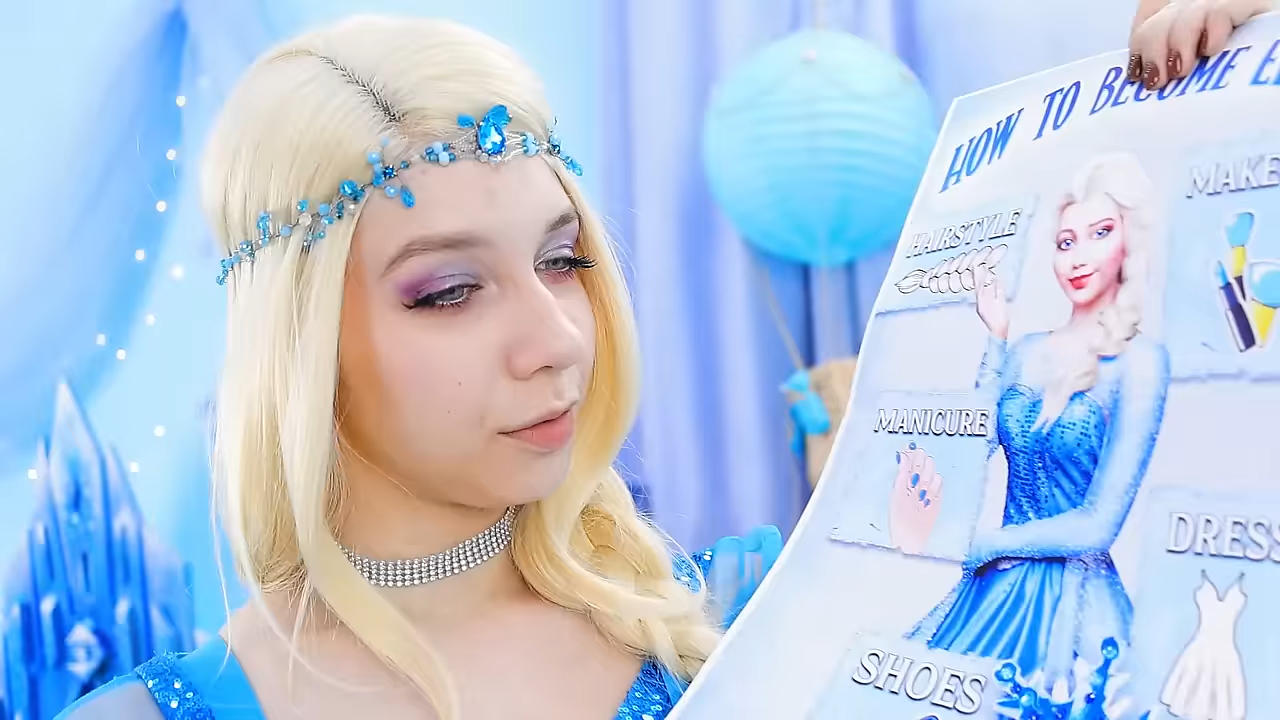 HOW TO BECOME
HAIRSTYLE
MAKE
MANICURE
DRESS
SHOES